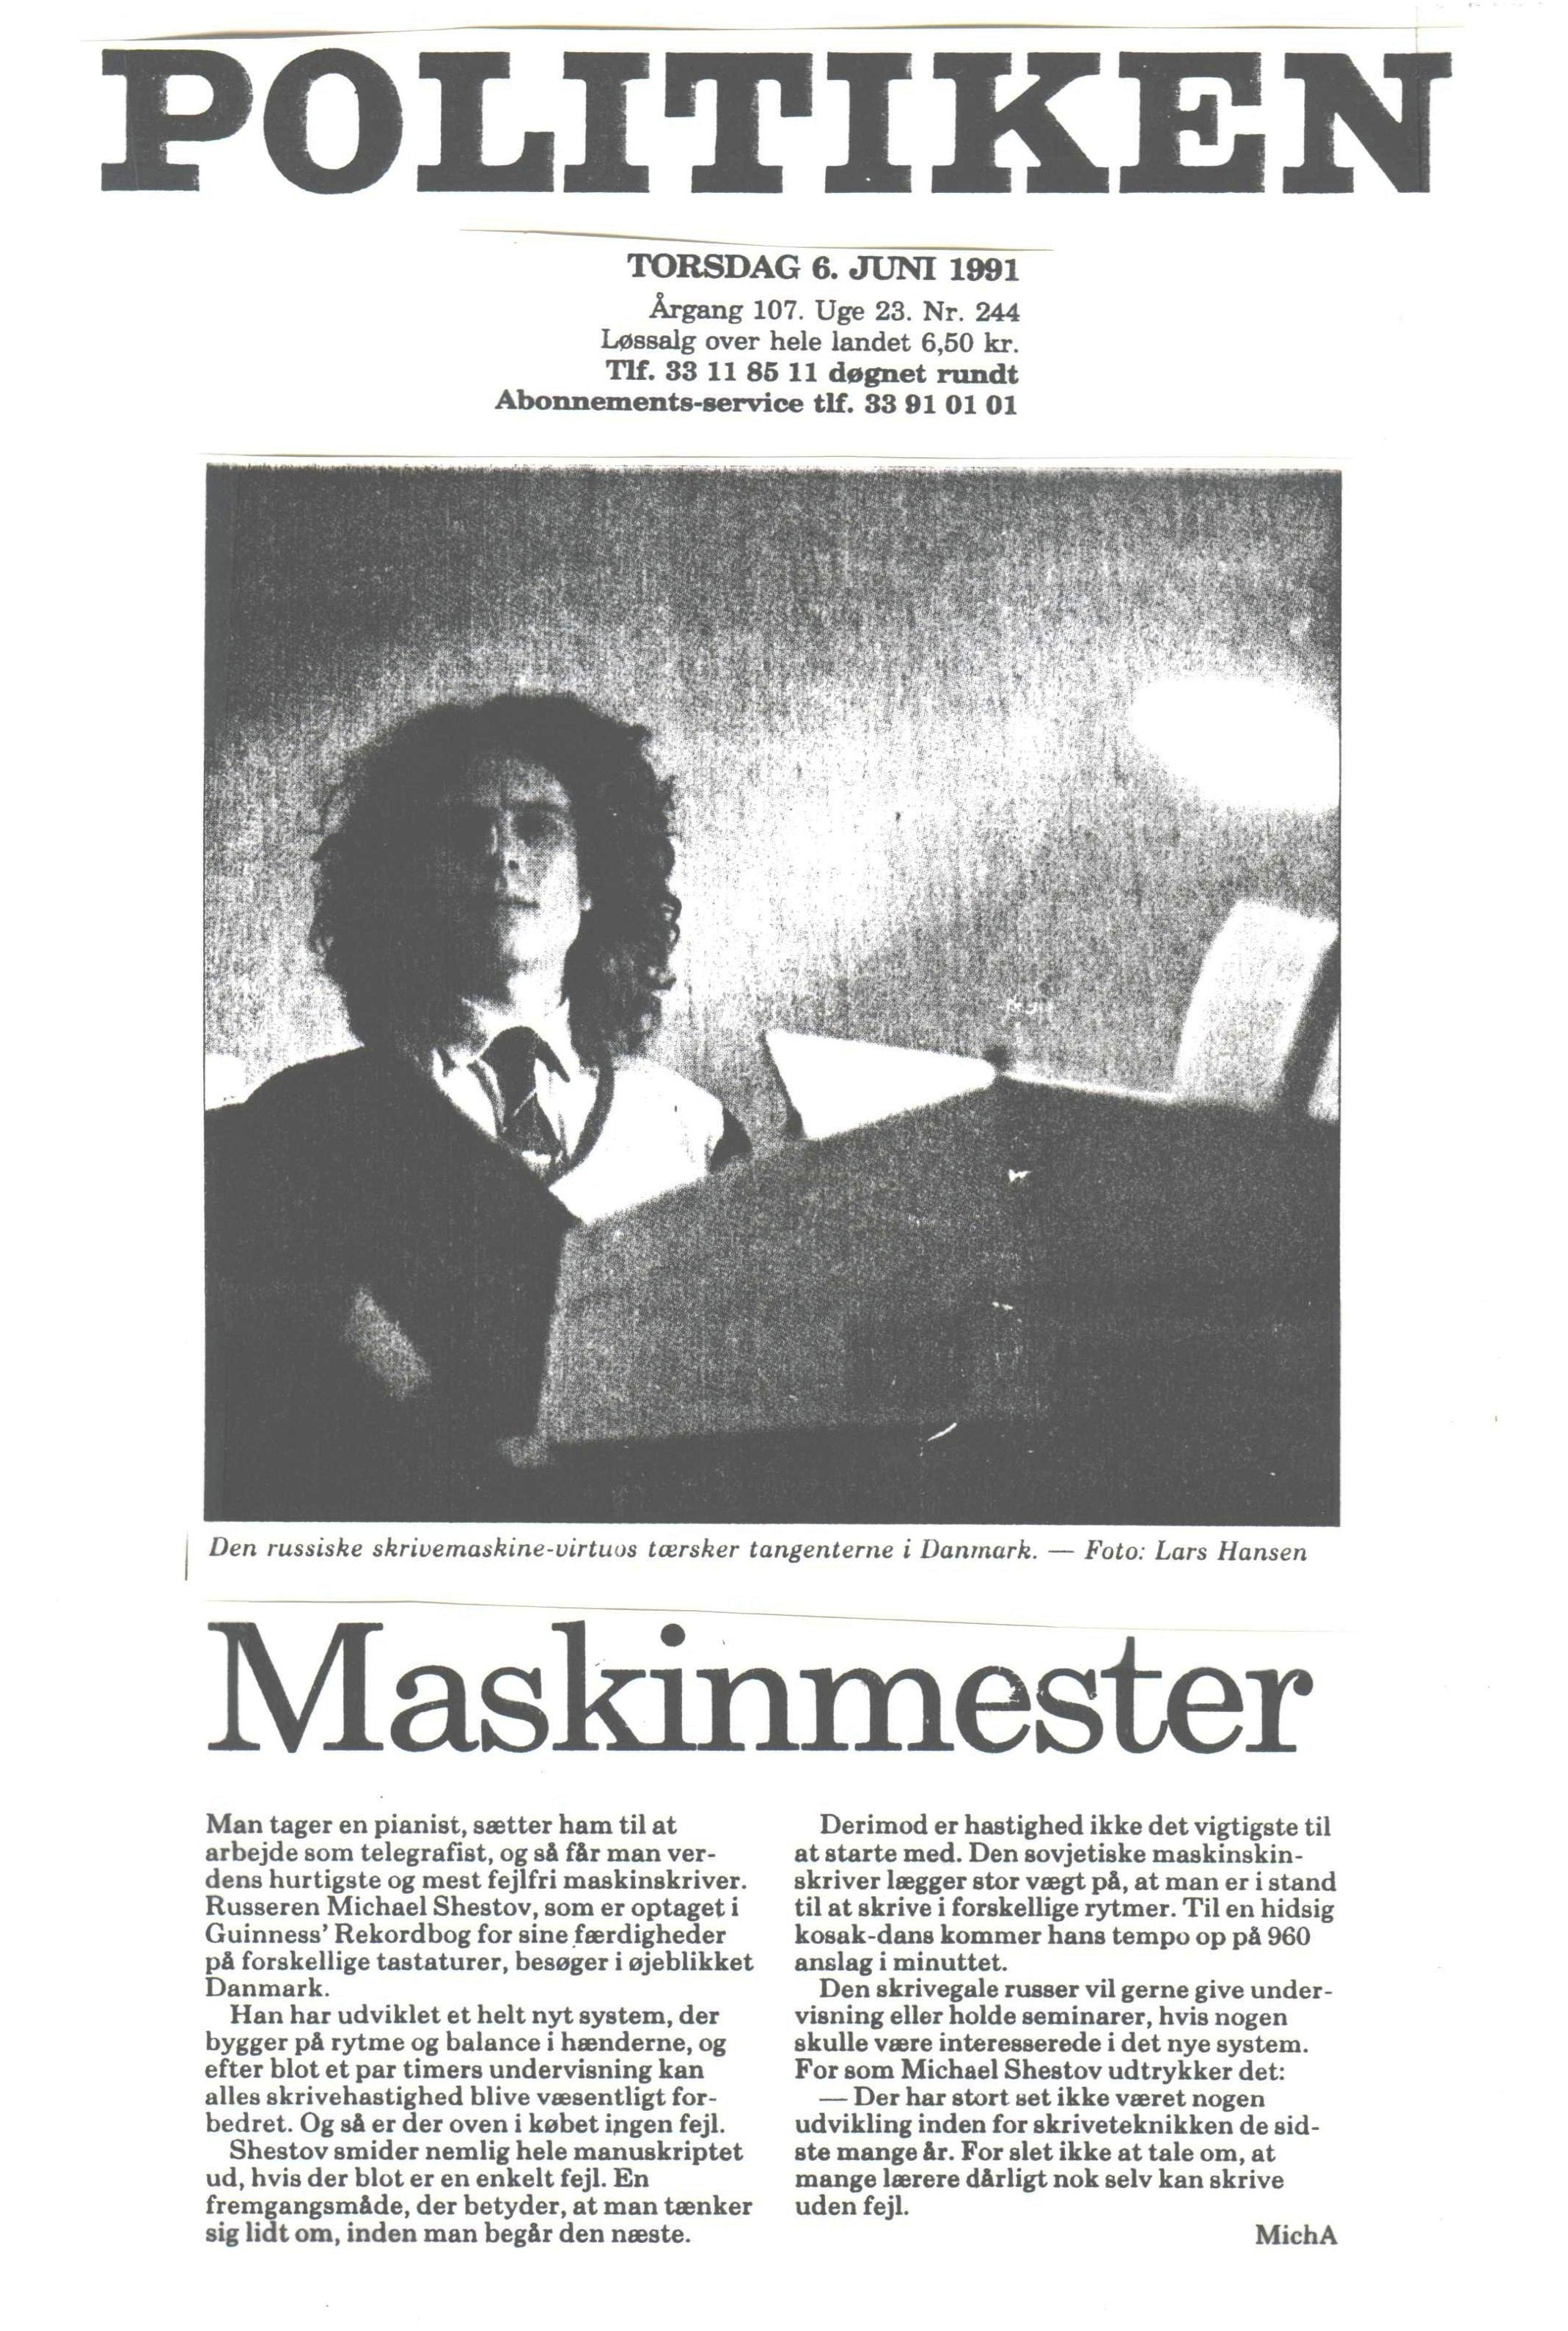 POLITIKEN
TORSDAG 6. JUNI 1991
Årgang 107. Uge 23. Nr. 244
Løssalg over hele landet 6,50 kr.
Tlf. 33 11 85 11 døgnet rundt
Abonnements-service tlf. 33 91 01 01
Den russiske skrivemaskine-virtuos tærsker tangenterne i Danmark. — Foto: Lars Hansen
Maskinmester
Man tager en pianist, sætter ham til at
arbejde som telegrafist, og så får man ver-
dens hurtigste og mest fejlfri maskinskriver.
Russeren Michael Shestov, som er optaget i
Guinness' Rekordbog for sine færdigheder
på forskellige tastaturer, besøger i øjeblikket
Danmark.
Han har udviklet et helt nyt system, der
bygger på rytme og balance i hænderne, og
efter blot et par timers undervisning kan
alles skrivehastighed blive væsentligt for-
bedret. Og så er der oven i købet ingen fejl.
Shestov smider nemlig hele manuskriptet
ud, hvis der blot er en enkelt fejl. En
fremgangsmåde, der betyder, at man tænker
sig lidt om, inden man begår den næste.
Derimod er hastighed ikke det vigtigste til
at starte med. Den sovjetiske maskinskin-
skriver lægger stor vægt på, at man er i stand
til at skrive i forskellige rytmer. Til en hidsig
kosak-dans kommer hans tempo op på 960
anslag i minuttet.
Den skrivegale russer vil gerne give under-
visning eller holde seminarer, hvis nogen
skulle være interesserede i det nye system.
For som Michael Shestov udtrykker det:
— Der har stort set ikke været nogen
udvikling inden for skriveteknikken de sid-
ste mange år. For slet ikke at tale om, at
mange lærere dårligt nok selv kan skrive
uden fejl.
MichA